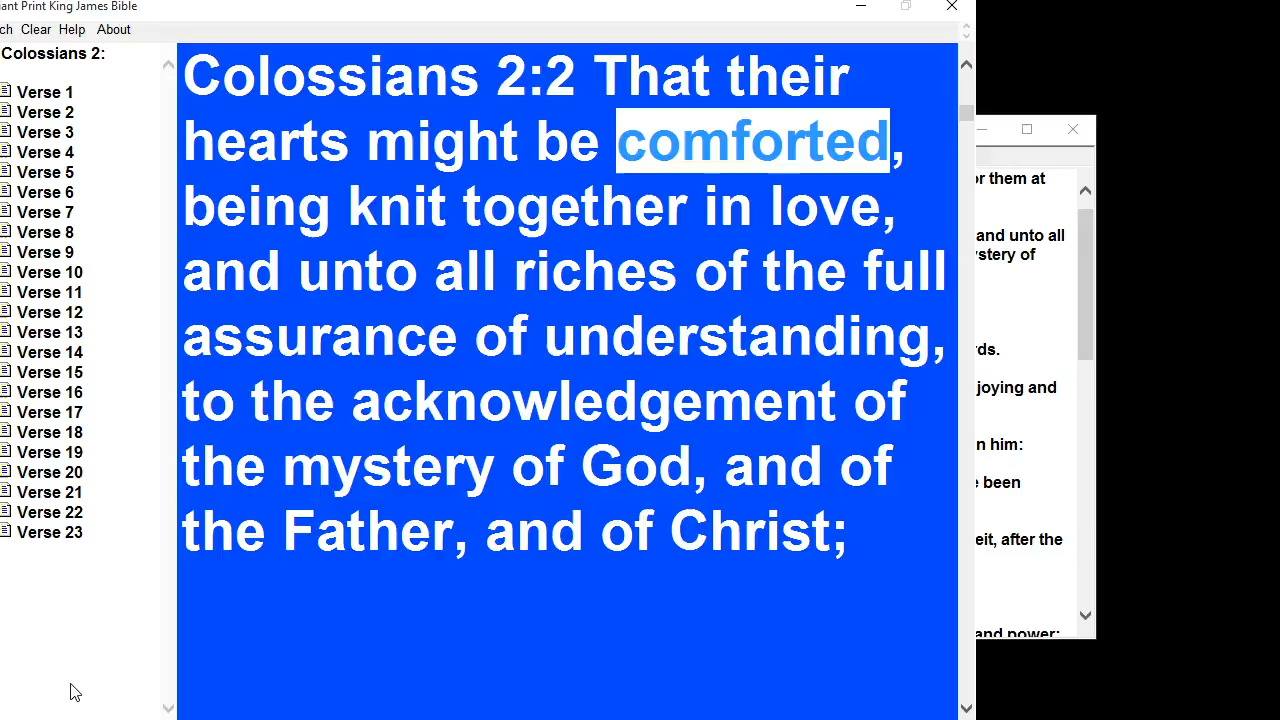 iant Print King James Bible
ch Clear Help About
Colossians 2:
Verse 1
Verse 2
Verse 3
Verse 4
Verse 5
Verse 6
Verse 7
Verse 8
Verse 9
Verse 10
Verse 11
Verse 12
Verse 13
Verse 14
Verse 15
Verse 16
Verse 17
Verse 18
Verse 19
Verse 20
Verse 21
Verse 22
Verse 23
Colossians 2:2 That their
hearts might be comforted,
being knit together in love,
and unto all riches of the full
assurance of understanding,
to the acknowledgement of
the mystery of God, and of
the Father, and of Christ;
or them at
and unto all
ystery of
rds.
joying and
n him:
e been
eit, after the
and power: